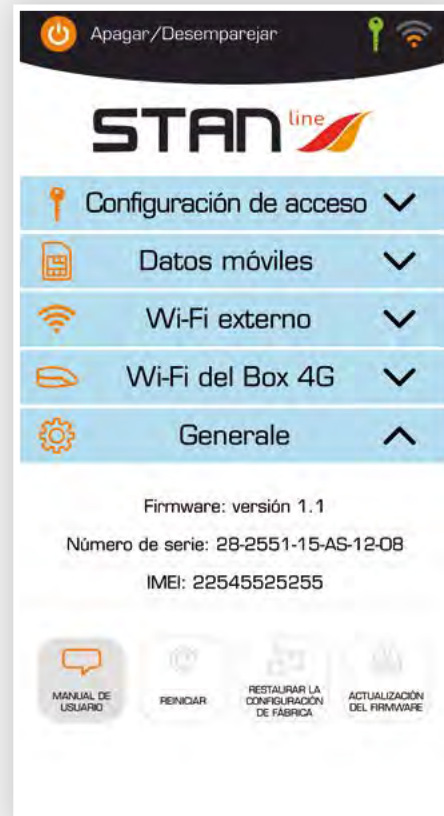 Apagar/Desemparejar
STAN line
Configuración de acceso
Datos móviles
Wi-Fi externo
Wi-Fi del Box 4G
Generale
Firmware: versión 1.1
Número de serie: 28-2551-15-AS-12-08
IMEI: 22545525255
MANUAL DE
USUARIO
REINICIAR
RESTAURAR LA
CONFIGURACIÓN
DE FÁBRICA
ACTUALIZACIÓN
DEL FIRMWARE